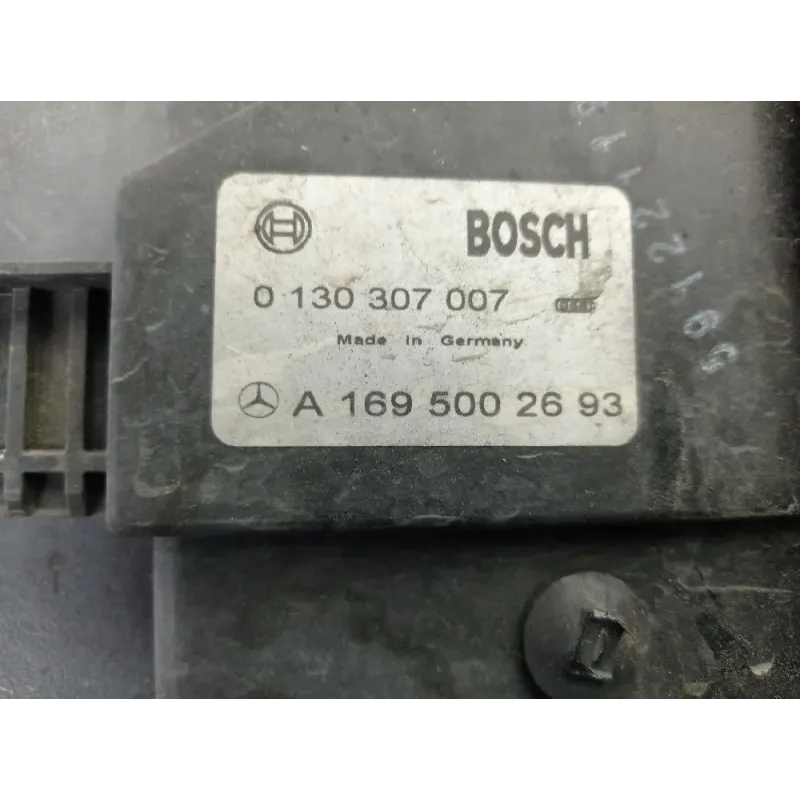 BOSCH
0 130 307 007
Made in Germany
A 169 500 26 93